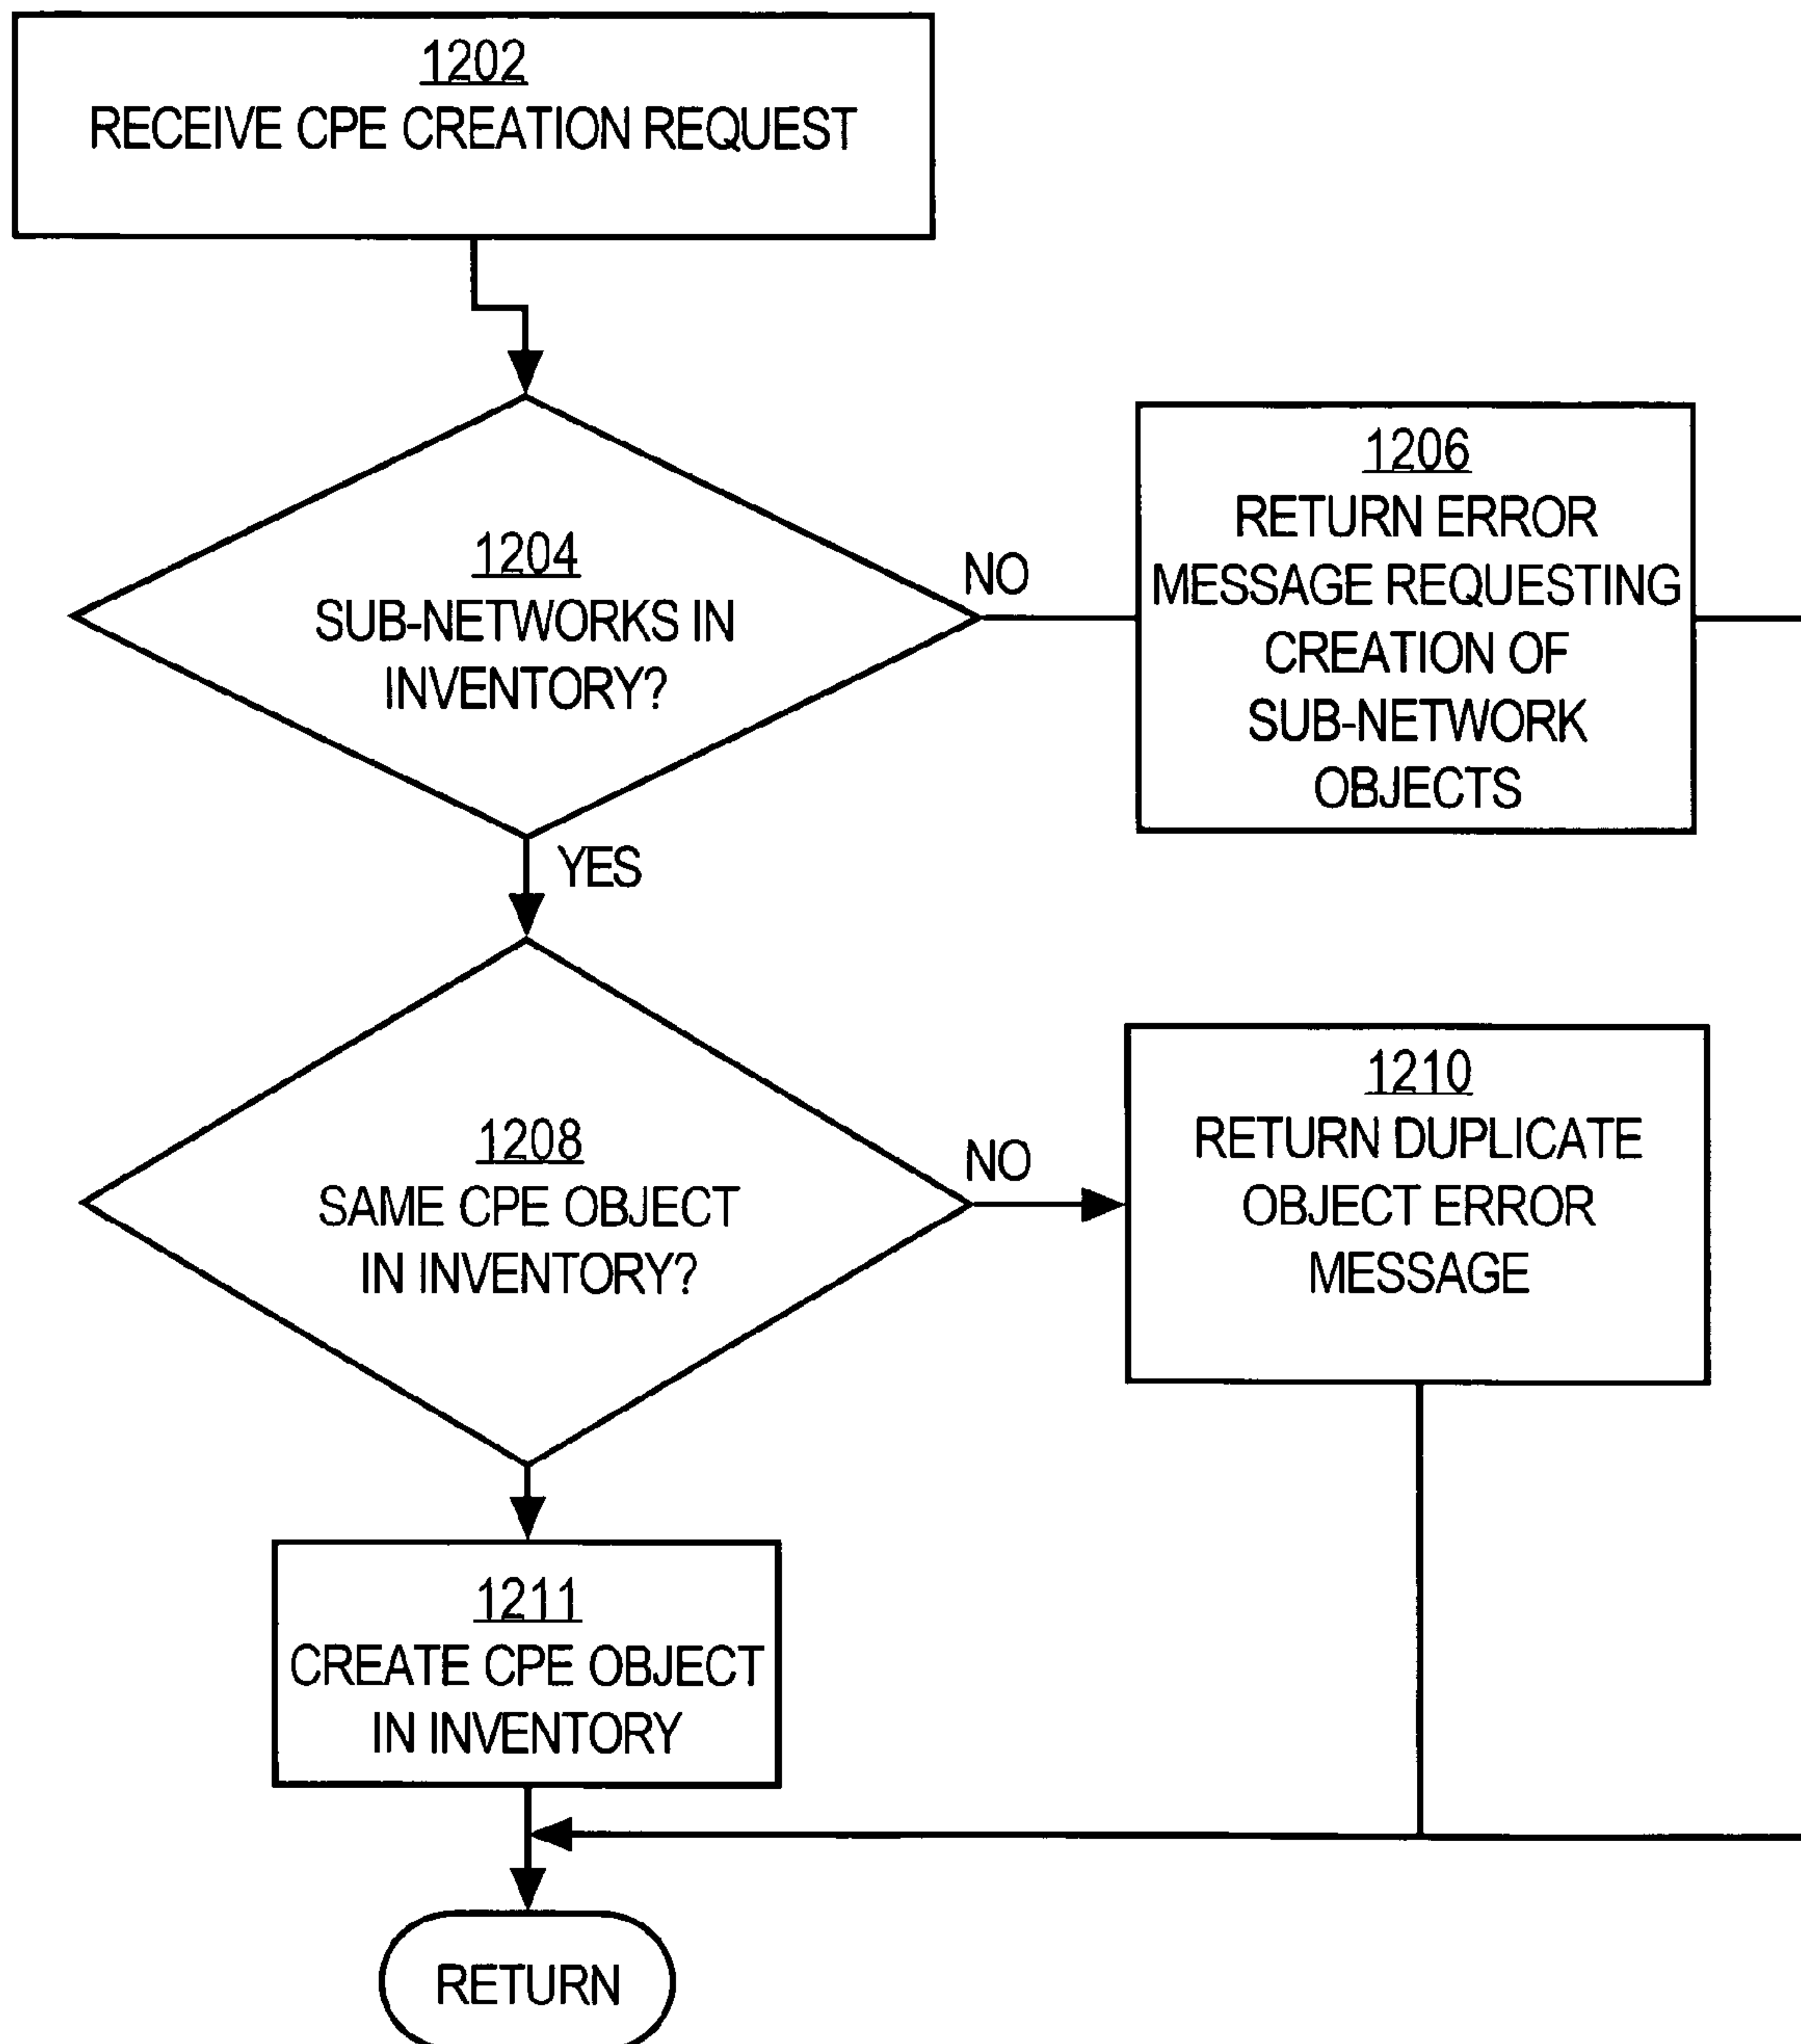 1202
RECEIVE CPE CREATION REQUEST
1204
SUB-NETWORKS IN
INVENTORY?
NO
1206
RETURN ERROR
MESSAGE REQUESTING
CREATION OF
SUB-NETWORK
OBJECTS
YES
1208
SAME CPE OBJECT
IN INVENTORY?
NO
1210
RETURN DUPLICATE
OBJECT ERROR
MESSAGE
1211
CREATE CPE OBJECT
IN INVENTORY
RETURN